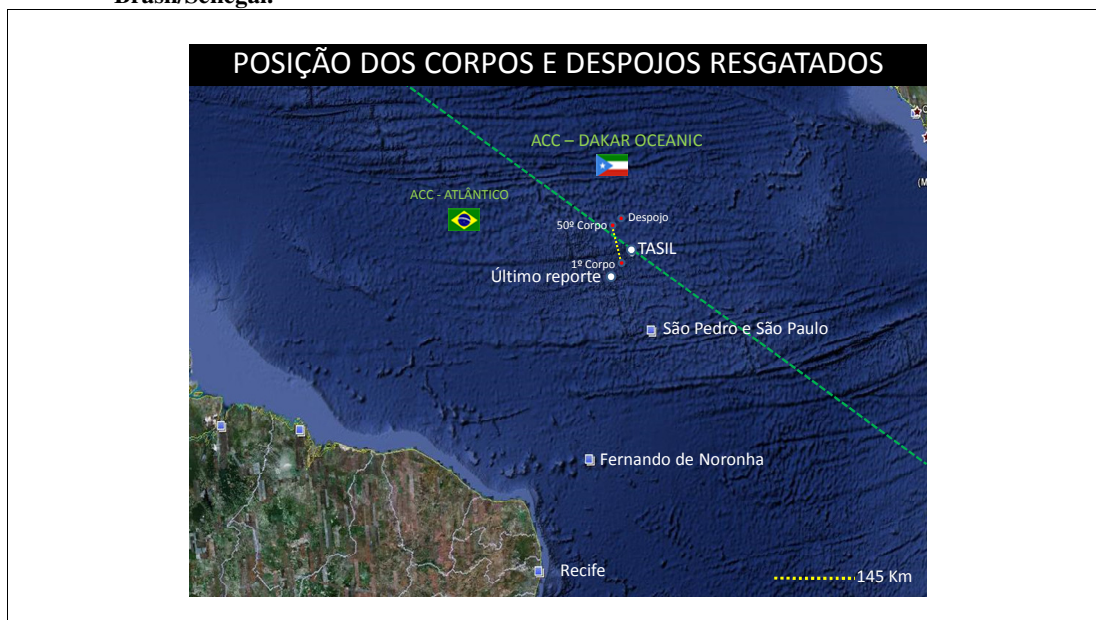 Brasil/Senegal.
POSIÇÃO DOS CORPOS E DESPOJOS RESGATADOS
ACC – DAKAR OCEANIC
ACC - ATLÂNTICO
Despojo
50º Corpo
TASIL
1º Corpo
Último reporte
São Pedro e São Paulo
Fernando de Noronha
Recife
145 Km